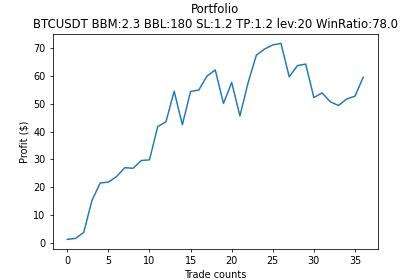 Portfolio
BTCUSDT BBM:2.3 BBL:180 SL:1.2 TP:1.2 lev:20 WinRatio:78.0
70
60
50
40
30
20
10
0
Profit ($)
0 5 10 15 20 25 30 35
Trade counts